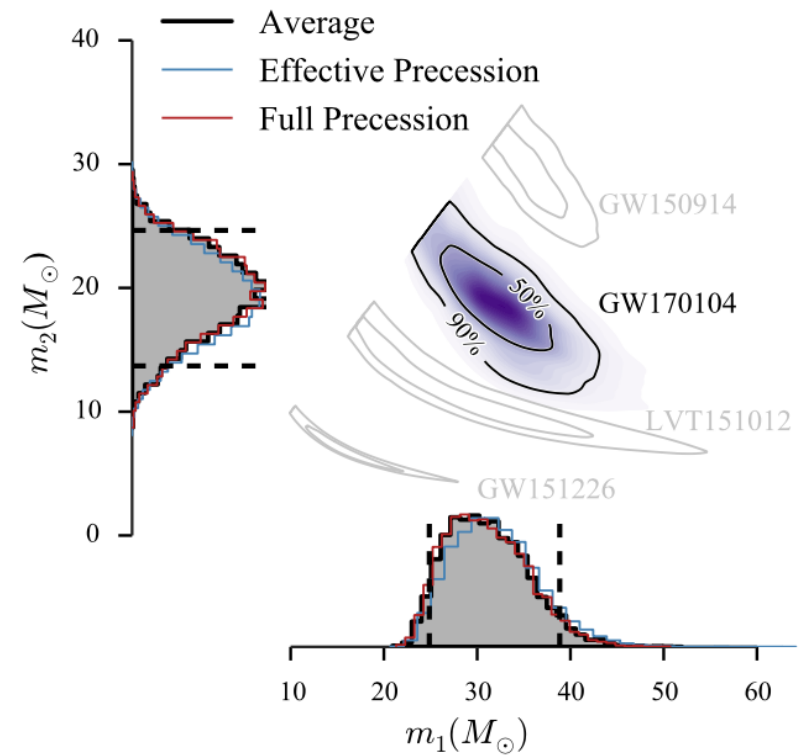 Average
Effective Precession
Full Precession
40
30
20
10
0
m₂(M⊙)
GW150914
GW170104
50%
90%
LVT151012
GW151226
10 20 30 40 50 60
m₁(M⊙)